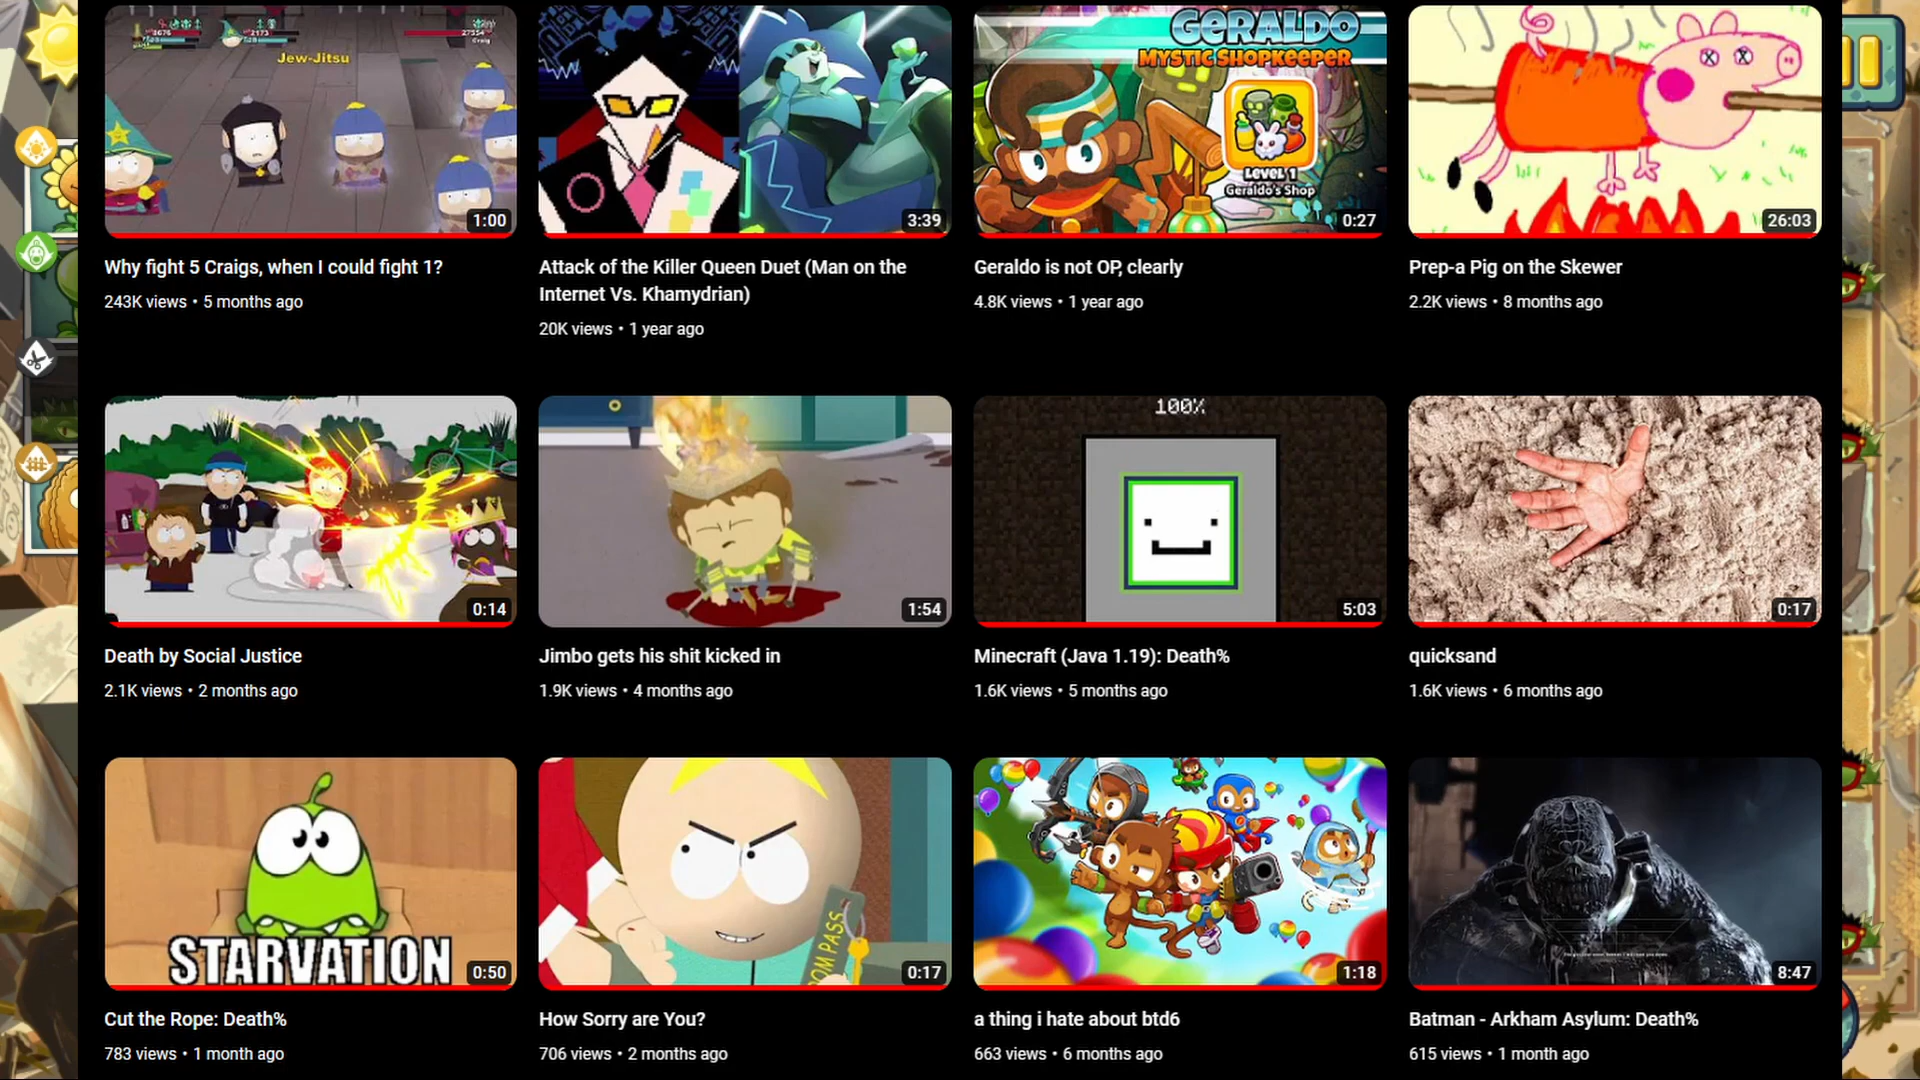 Jew-Jitsu
1:00
3:39
GERALDO
MYSTIC SHOPKEEPER
LEVEL 1
Geraldo's Shop
0:27
26:03
Why fight 5 Craigs, when I could fight 1?
243K views • 5 months ago
Attack of the Killer Queen Duet (Man on the
Internet Vs. Khamydrian)
20K views • 1 year ago
Geraldo is not OP, clearly
4.8K views • 1 year ago
Prep-a Pig on the Skewer
2.2K views • 8 months ago
0:14
1:54
100%
5:03
0:17
Death by Social Justice
2.1K views • 2 months ago
Jimbo gets his shit kicked in
1.9K views • 4 months ago
Minecraft (Java 1.19): Death%
1.6K views • 5 months ago
quicksand
1.6K views • 6 months ago
STARVATION
0:50
0:17
1:18
8:47
Cut the Rope: Death%
783 views • 1 month ago
How Sorry are You?
706 views • 2 months ago
a thing i hate about btd6
663 views • 6 months ago
Batman - Arkham Asylum: Death%
615 views • 1 month ago